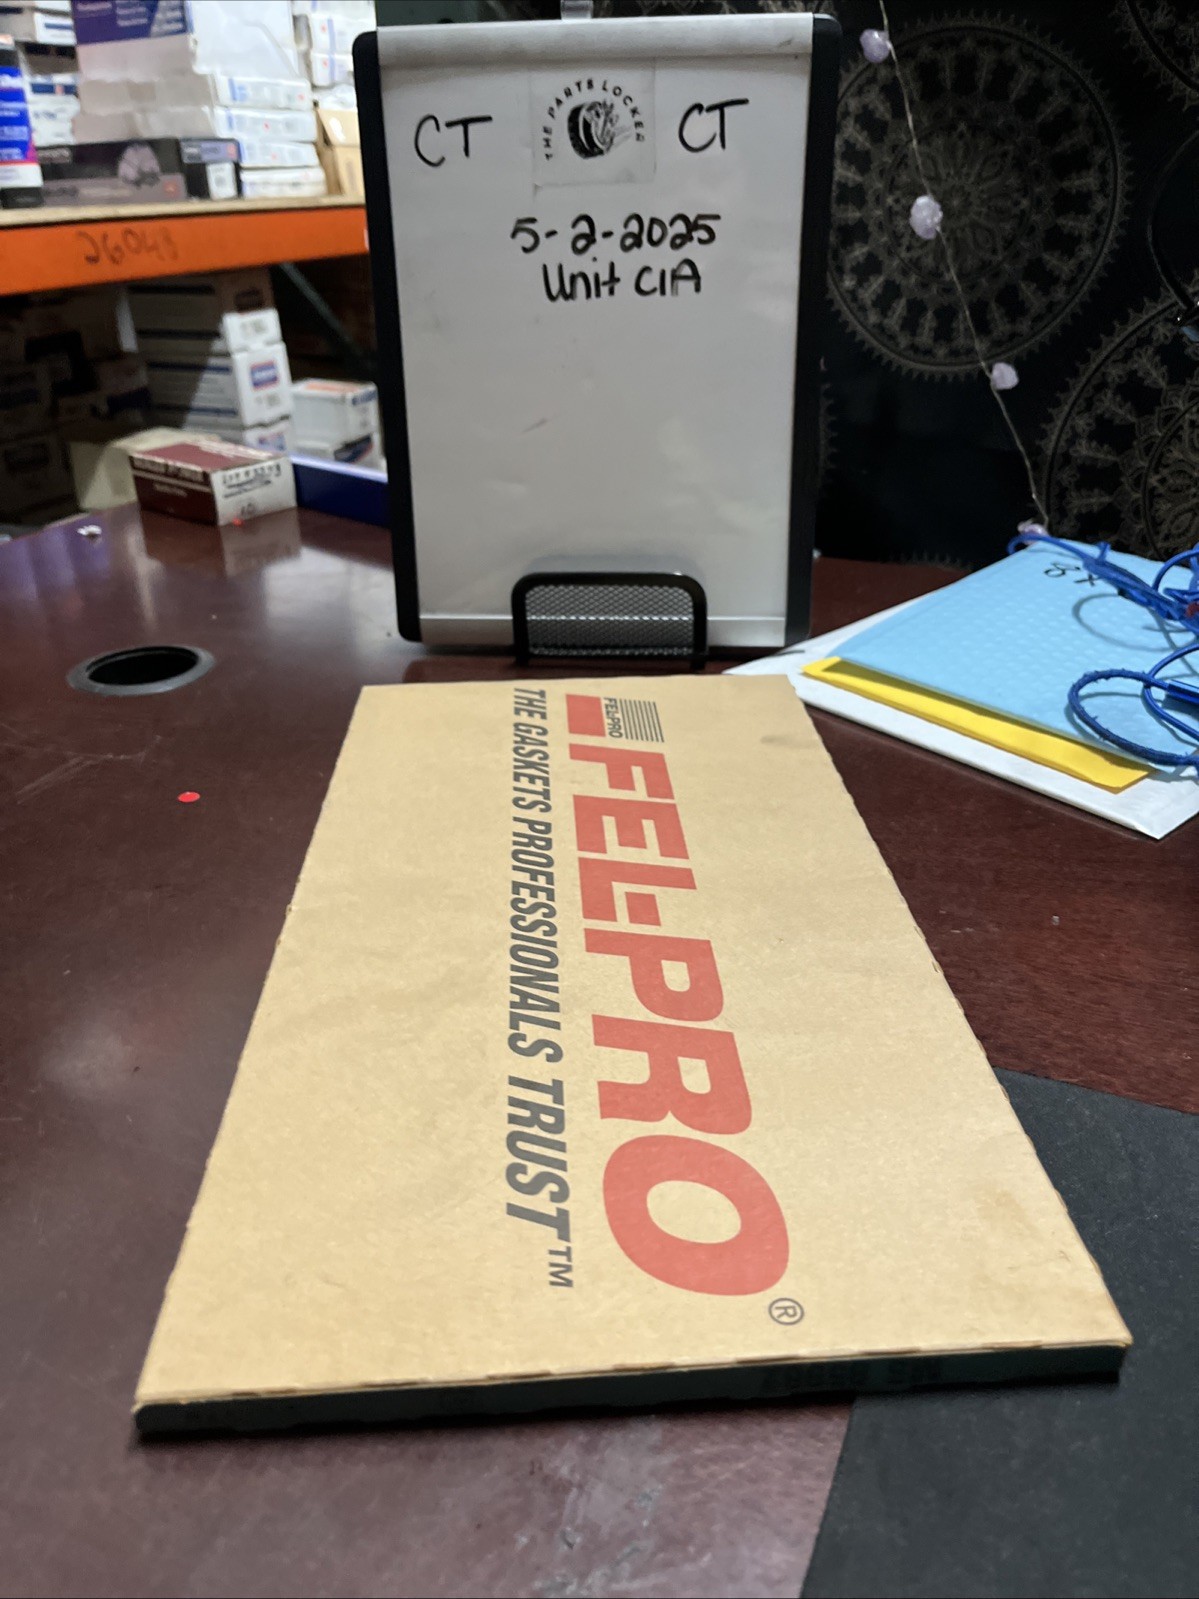 CT
THE PARTS LOCKER
CT
5-2-2025
Unit C1A
26043
8x
FEL-PRO
FEL-PRO®
THE GASKETS PROFESSIONALS TRUST™